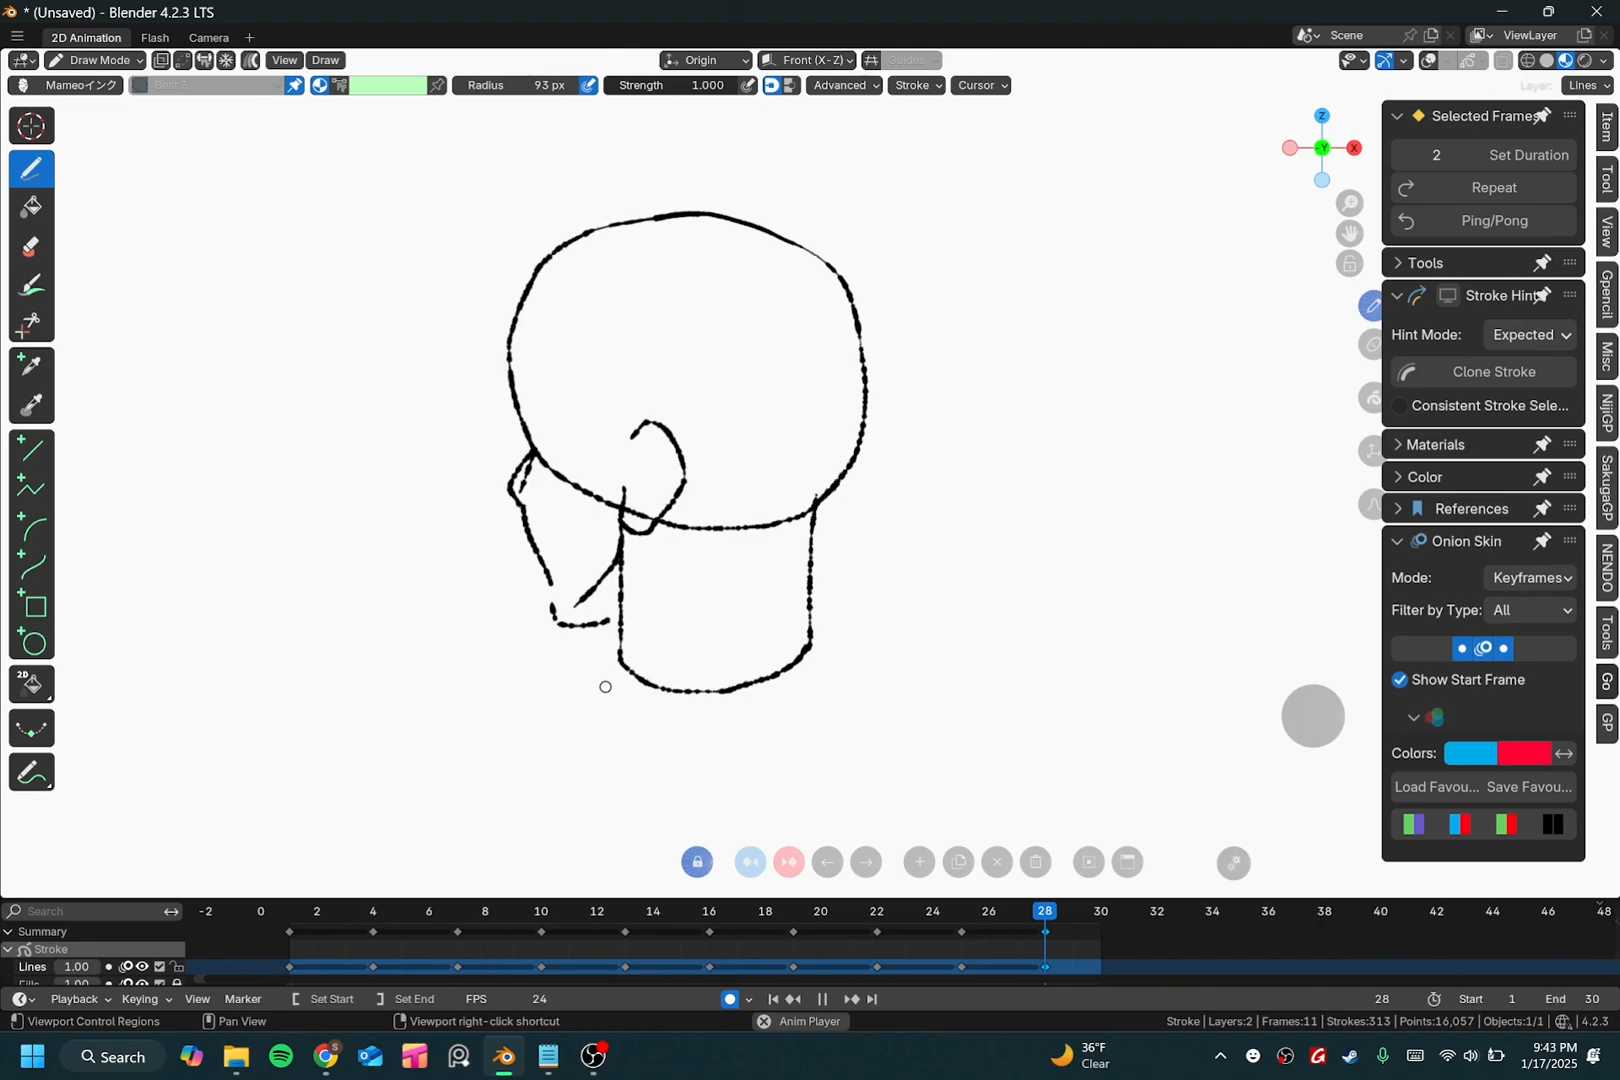 * (Unsaved) - Blender 4.2.3 LTS
2D Animation Flash Camera +
Scene ViewLayer
Draw Mode View Draw Origin Front (X-Z) Guides
Mameoインク Best 3 Radius 93 px Strength 1.000 Advanced Stroke Cursor Layer: Lines
Selected Frames
2 Set Duration
Repeat
Ping/Pong
Tools
Stroke Hint
Hint Mode: Expected
Clone Stroke
Consistent Stroke Sele...
Materials
Color
References
Onion Skin
Mode: Keyframes
Filter by Type: All
Show Start Frame
Colors:
Load Favou... Save Favou...
Item
Tool
View
Gpencil
Misc
NijiGP
SakugaGP
NENDO
Tools
Go
GP
Z
-Y
X
2D
Search -2 0 2 4 6 8 10 12 14 16 18 20 22 24 26 28 30 32 34 36 38 40 42 44 46 48
Summary
Stroke
Lines 1.00
Fills 1.00
Playback Keying View Marker Set Start Set End FPS 24 28 Start 1 End 30
Viewport Control Regions Pan View Viewport right-click shortcut Anim Player Stroke | Layers:2 | Frames:11 | Strokes:313 | Points:16,057 | Objects:1/1 | 4.2.3
Search
36°F
Clear
9:43 PM
1/17/2025